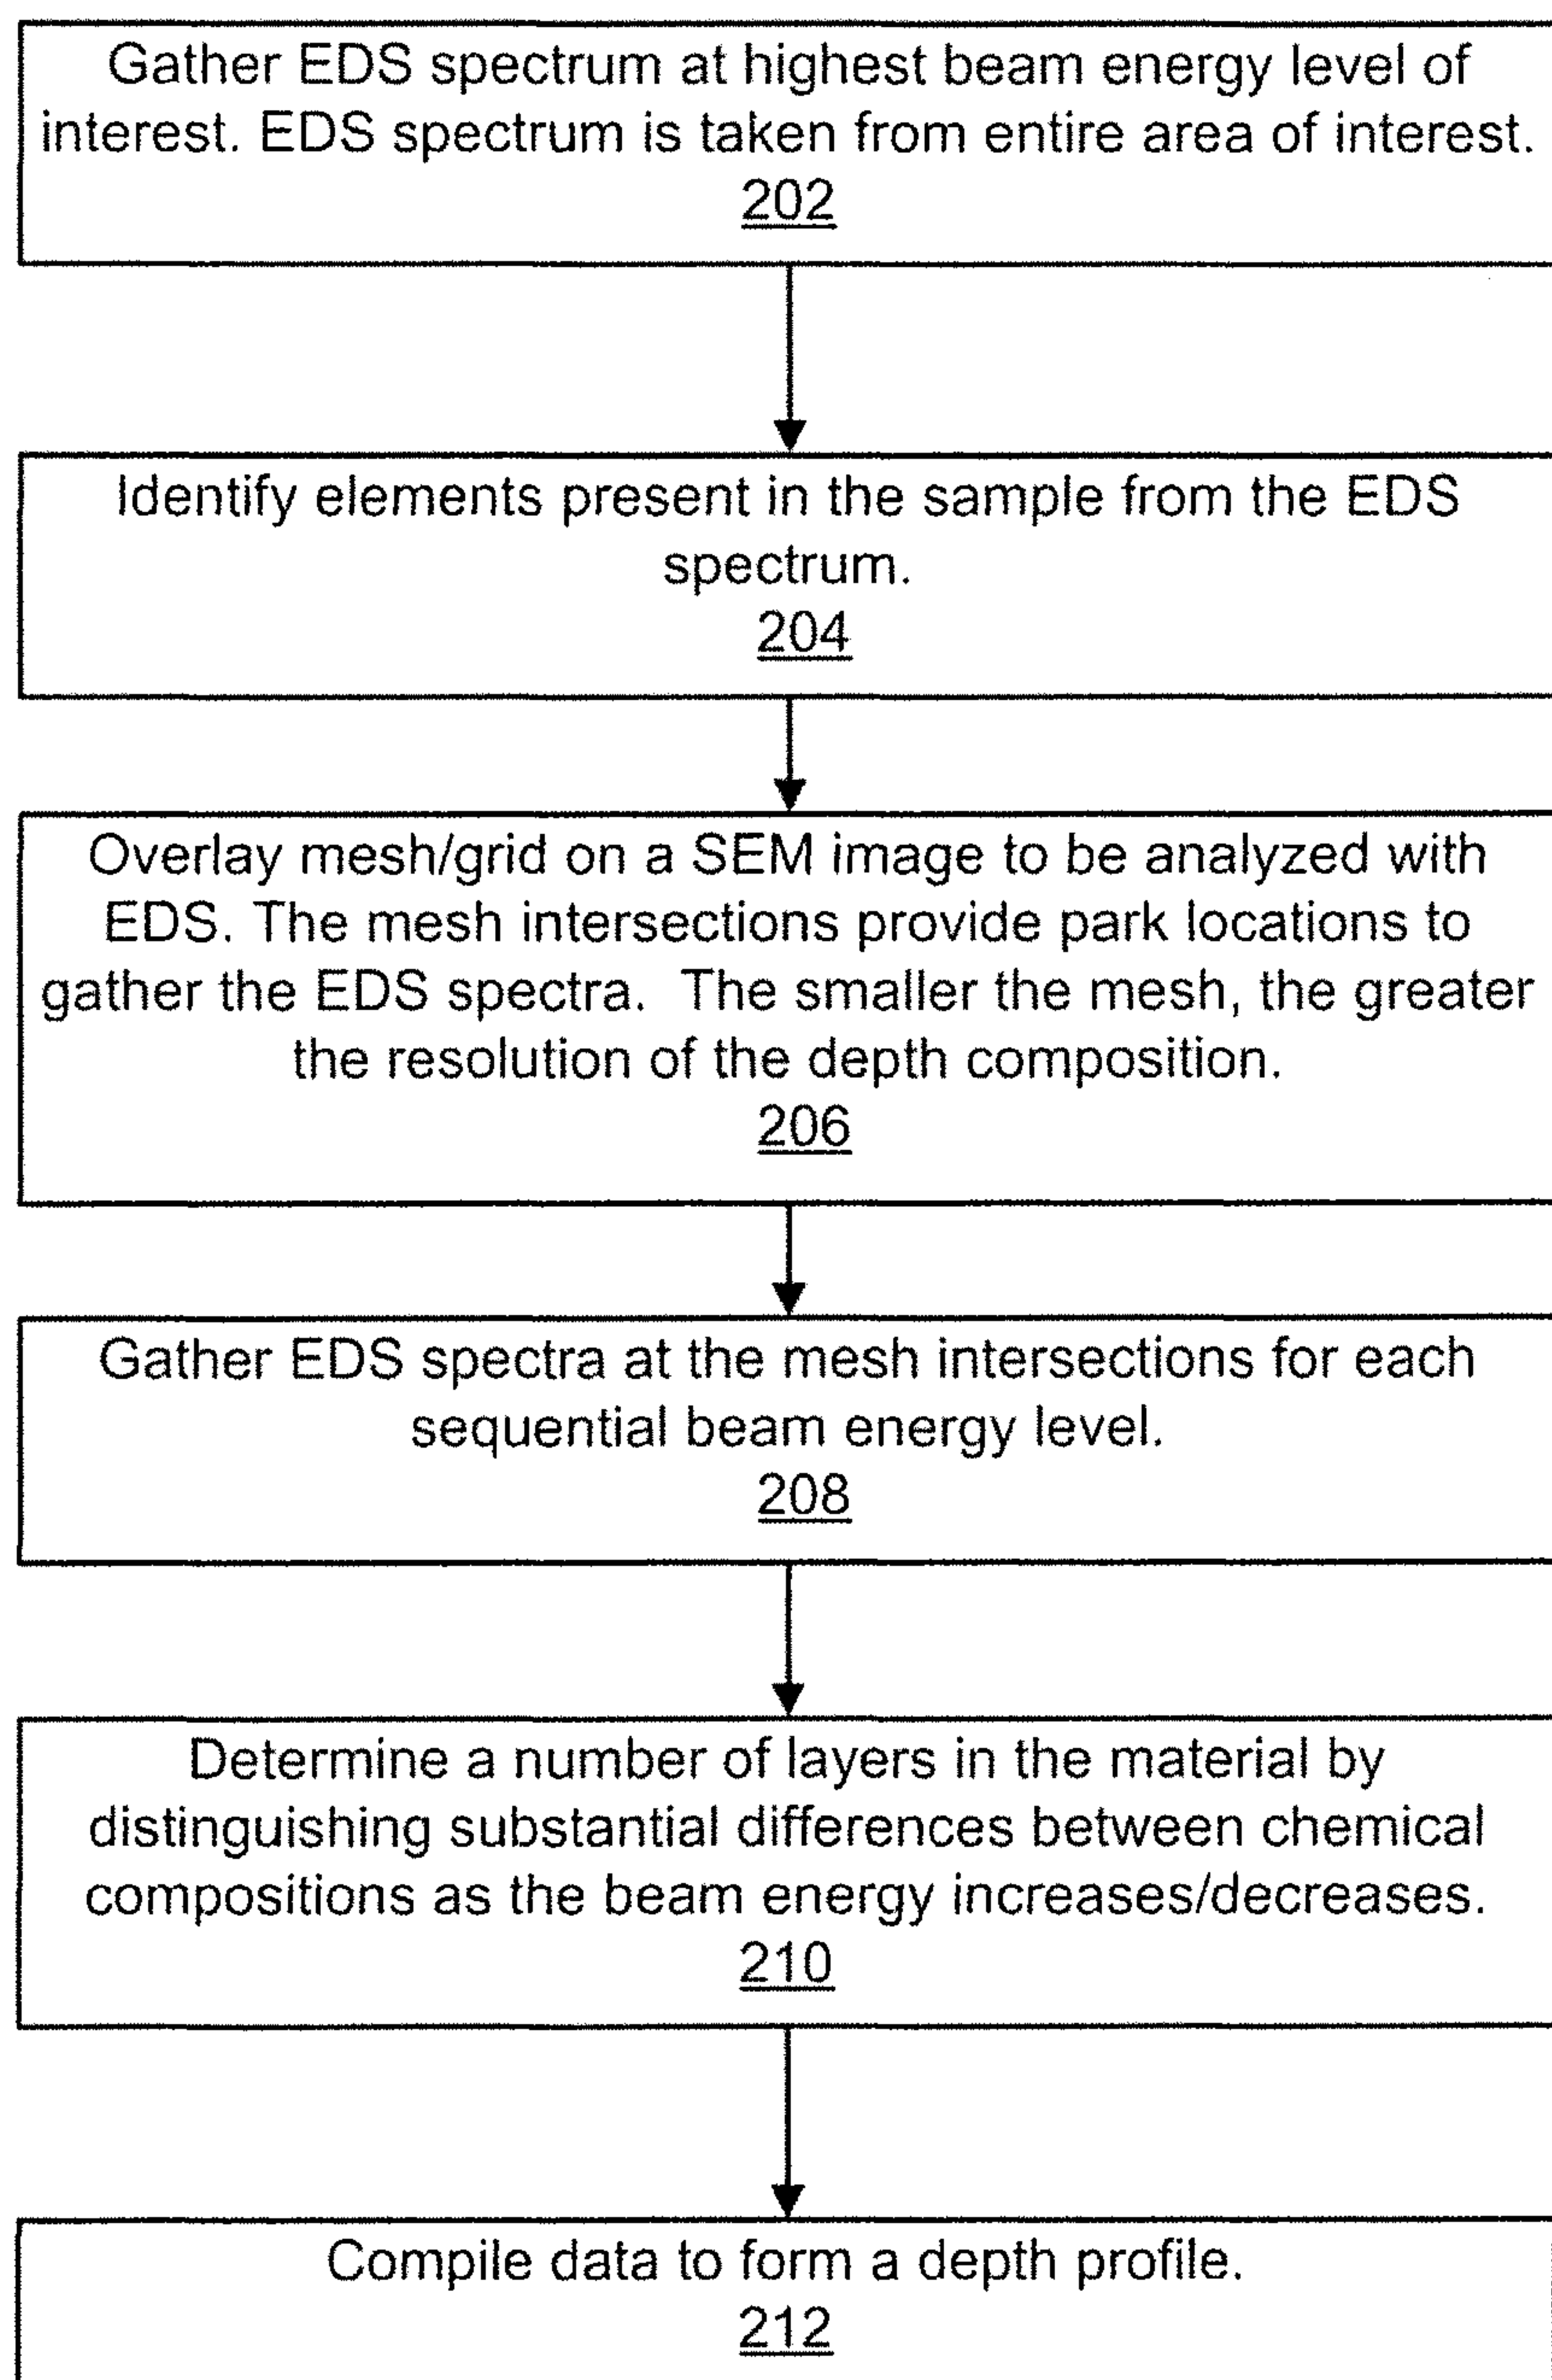 Gather EDS spectrum at highest beam energy level of
interest. EDS spectrum is taken from entire area of interest.
202
Identify elements present in the sample from the EDS
spectrum.
204
Overlay mesh/grid on a SEM image to be analyzed with
EDS. The mesh intersections provide park locations to
gather the EDS spectra. The smaller the mesh, the greater
the resolution of the depth composition.
206
Gather EDS spectra at the mesh intersections for each
sequential beam energy level.
208
Determine a number of layers in the material by
distinguishing substantial differences between chemical
compositions as the beam energy increases/decreases.
210
Compile data to form a depth profile.
212